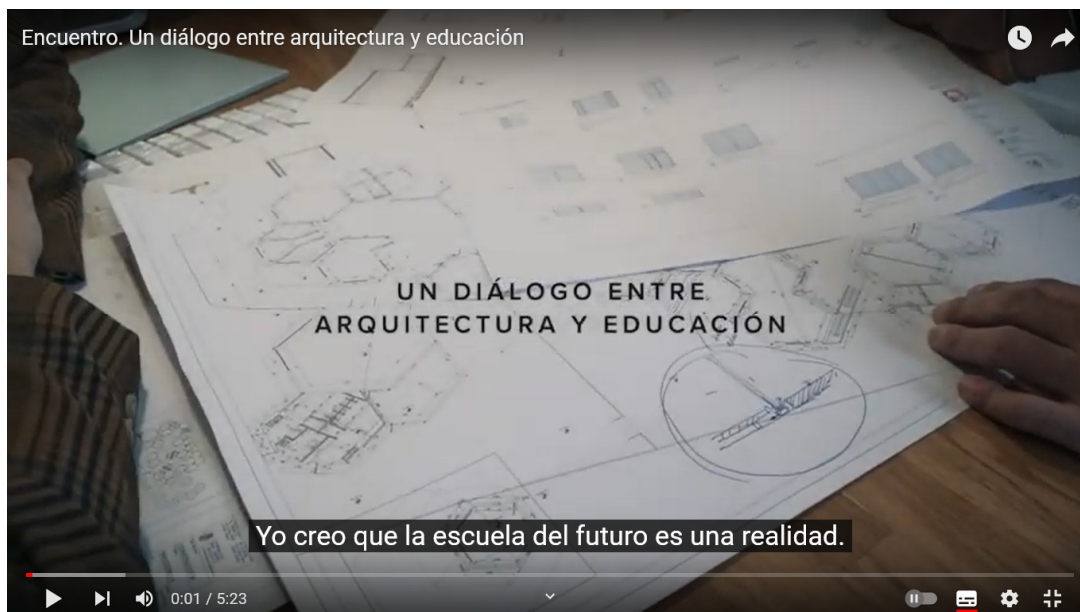 Encuentro. Un diálogo entre arquitectura y educación
UN DIÁLOGO ENTRE
ARQUITECTURA Y EDUCACIÓN
Yo creo que la escuela del futuro es una realidad.
0:01 / 5:23